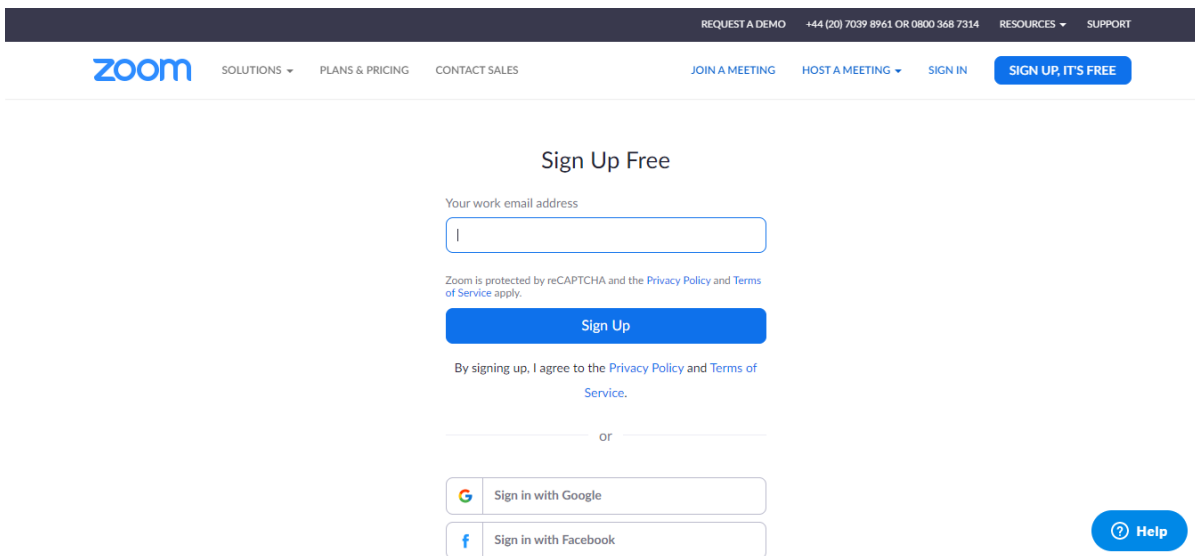 REQUEST A DEMO +44 (20) 7039 8961 OR 0800 368 7314 RESOURCES SUPPORT
zoom SOLUTIONS PLANS & PRICING CONTACT SALES JOIN A MEETING HOST A MEETING SIGN IN SIGN UP, IT'S FREE
Sign Up Free
Your work email address
Zoom is protected by reCAPTCHA and the Privacy Policy and Terms
of Service apply.
Sign Up
By signing up, I agree to the Privacy Policy and Terms of
Service.
or
Sign in with Google
Sign in with Facebook
Help